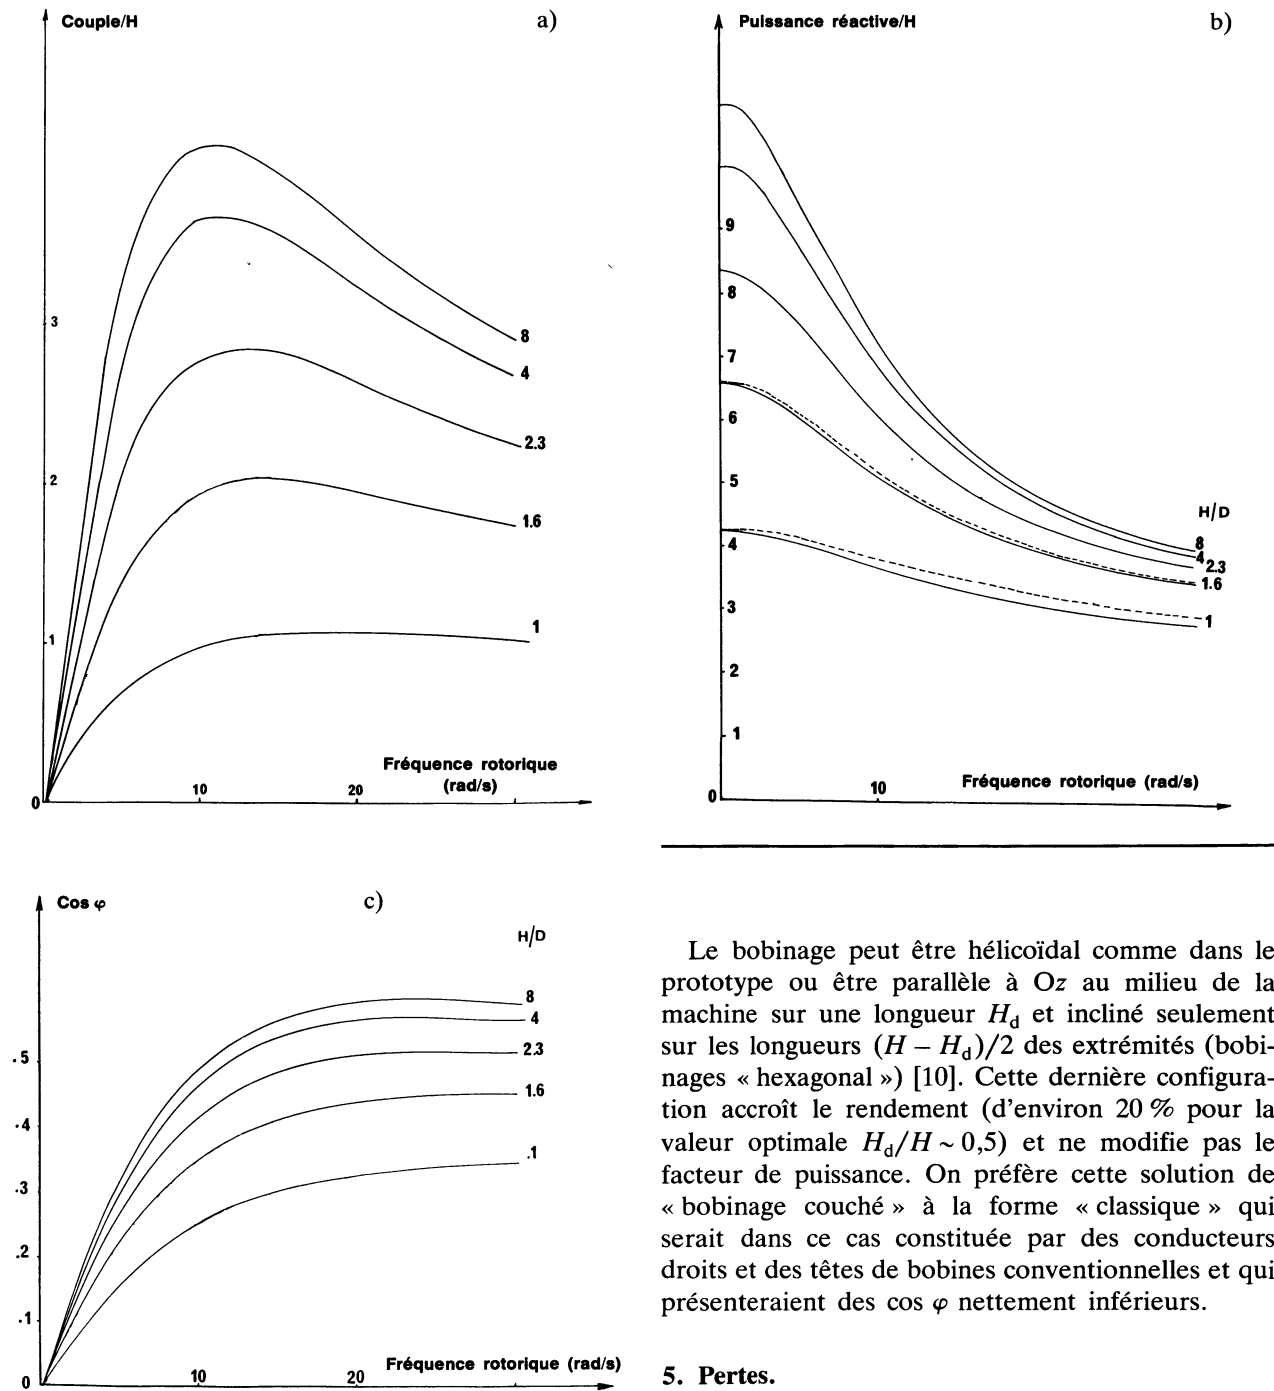 Couple/H
a)
3
2
1
0
10
20
8
4
2.3
1.6
1
Fréquence rotorique
(rad/s)
Puissance réactive/H
b)
9
8
7
6
5
4
3
2
1
0
10
H/D
8
4
2.3
1.6
1
Fréquence rotorique (rad/s)
Cos φ
c)
H/D
8
4
2.3
1.6
.1
.5
.4
.3
.2
.1
0
10
20
Fréquence rotorique (rad/s)
Le bobinage peut être hélicoïdal comme dans le
prototype ou être parallèle à Oz au milieu de la
machine sur une longueur Hd et incliné seulement
sur les longueurs (H – Hd)/2 des extrémités (bobi-
nages « hexagonal ») [10]. Cette dernière configura-
tion accroît le rendement (d'environ 20 % pour la
valeur optimale Hd/H ~ 0,5) et ne modifie pas le
facteur de puissance. On préfère cette solution de
« bobinage couché » à la forme « classique » qui
serait dans ce cas constituée par des conducteurs
droits et des têtes de bobines conventionnelles et qui
présenteraient des cos φ nettement inférieurs.
5. Pertes.